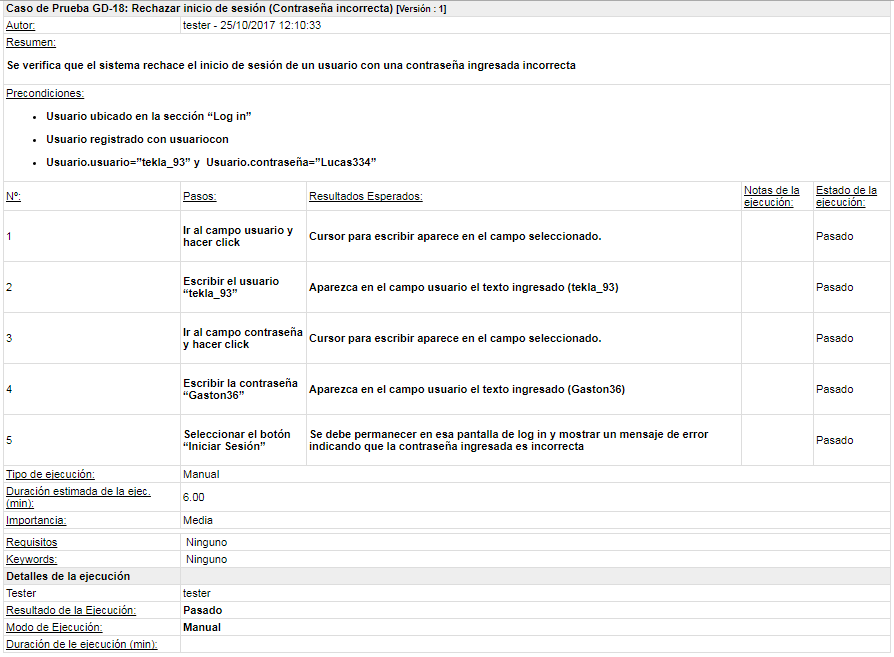 Caso de Prueba GD-18: Rechazar inicio de sesión (Contraseña incorrecta) [Versión : 1]
Autor: tester - 25/10/2017 12:10:33
Resumen:
Se verifica que el sistema rechace el inicio de sesión de un usuario con una contraseña ingresada incorrecta
Precondiciones:
• Usuario ubicado en la sección “Log in”
• Usuario registrado con usuariocon
• Usuario.usuario=”tekla_93” y Usuario.contraseña=”Lucas334”
Nº: Pasos: Resultados Esperados: Notas de la ejecución: Estado de la ejecución:
1 Ir al campo usuario y hacer click Cursor para escribir aparece en el campo seleccionado. Pasado
2 Escribir el usuario “tekla_93” Aparezca en el campo usuario el texto ingresado (tekla_93) Pasado
3 Ir al campo contraseña y hacer click Cursor para escribir aparece en el campo seleccionado. Pasado
4 Escribir la contraseña “Gaston36” Aparezca en el campo usuario el texto ingresado (Gaston36) Pasado
5 Seleccionar el botón “Iniciar Sesión” Se debe permanecer en esa pantalla de log in y mostrar un mensaje de error indicando que la contraseña ingresada es incorrecta Pasado
Tipo de ejecución: Manual
Duración estimada de la ejec. (min): 6.00
Importancia: Media
Requisitos Ninguno
Keywords: Ninguno
Detalles de la ejecución
Tester tester
Resultado de la Ejecución: Pasado
Modo de Ejecución: Manual
Duración de le ejecución (min):